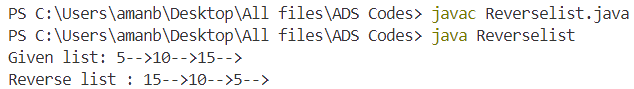 PS C:\Users\amanb\Desktop\All files\ADS Codes> javac Reverselist.java
PS C:\Users\amanb\Desktop\All files\ADS Codes> java Reverselist
Given list: 5-->10-->15-->
Reverse list : 15-->10-->5-->